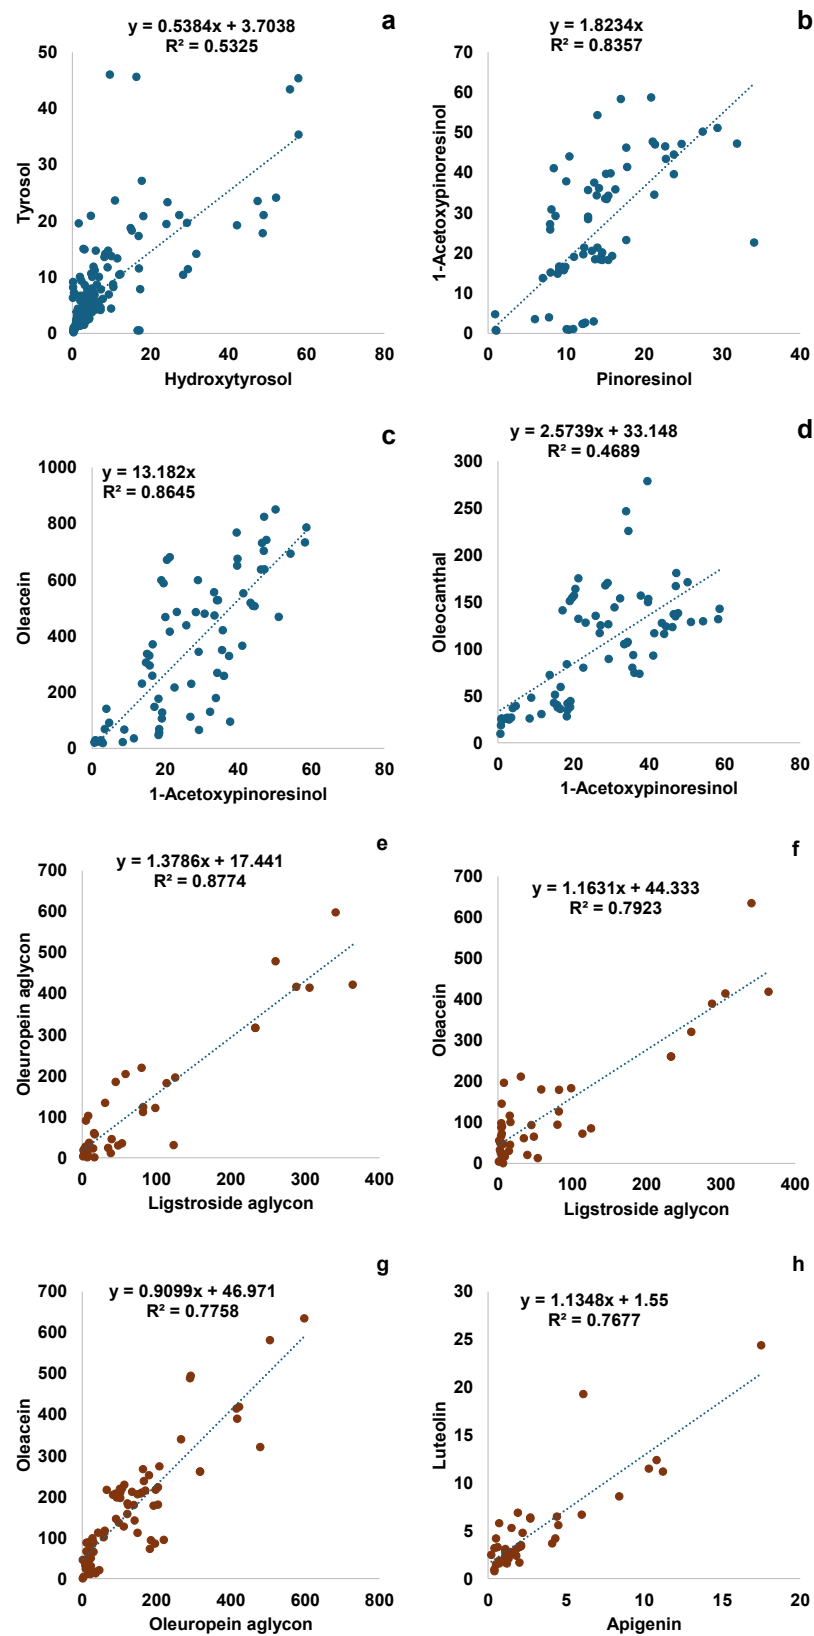 a
y = 0.5384x + 3.7038
R² = 0.5325
50
40
30
20
10
0
Tyrosol
0 20 40 60 80
Hydroxytyrosol
b
y = 1.8234x
R² = 0.8357
70
60
50
40
30
20
10
0
1-Acetoxypinoresinol
0 10 20 30 40
Pinoresinol
c
y = 13.182x
R² = 0.8645
1000
800
600
400
200
0
Oleacein
0 20 40 60 80
1-Acetoxypinoresinol
d
y = 2.5739x + 33.148
R² = 0.4689
300
250
200
150
100
50
0
Oleocanthal
0 20 40 60 80
1-Acetoxypinoresinol
e
y = 1.3786x + 17.441
R² = 0.8774
700
600
500
400
300
200
100
0
Oleuropein aglycon
0 100 200 300 400
Ligstroside aglycon
f
y = 1.1631x + 44.333
R² = 0.7923
700
600
500
400
300
200
100
0
Oleacein
0 100 200 300 400
Ligstroside aglycon
g
y = 0.9099x + 46.971
R² = 0.7758
700
600
500
400
300
200
100
0
Oleacein
0 200 400 600 800
Oleuropein aglycon
h
y = 1.1348x + 1.55
R² = 0.7677
30
25
20
15
10
5
0
Luteolin
0 5 10 15 20
Apigenin